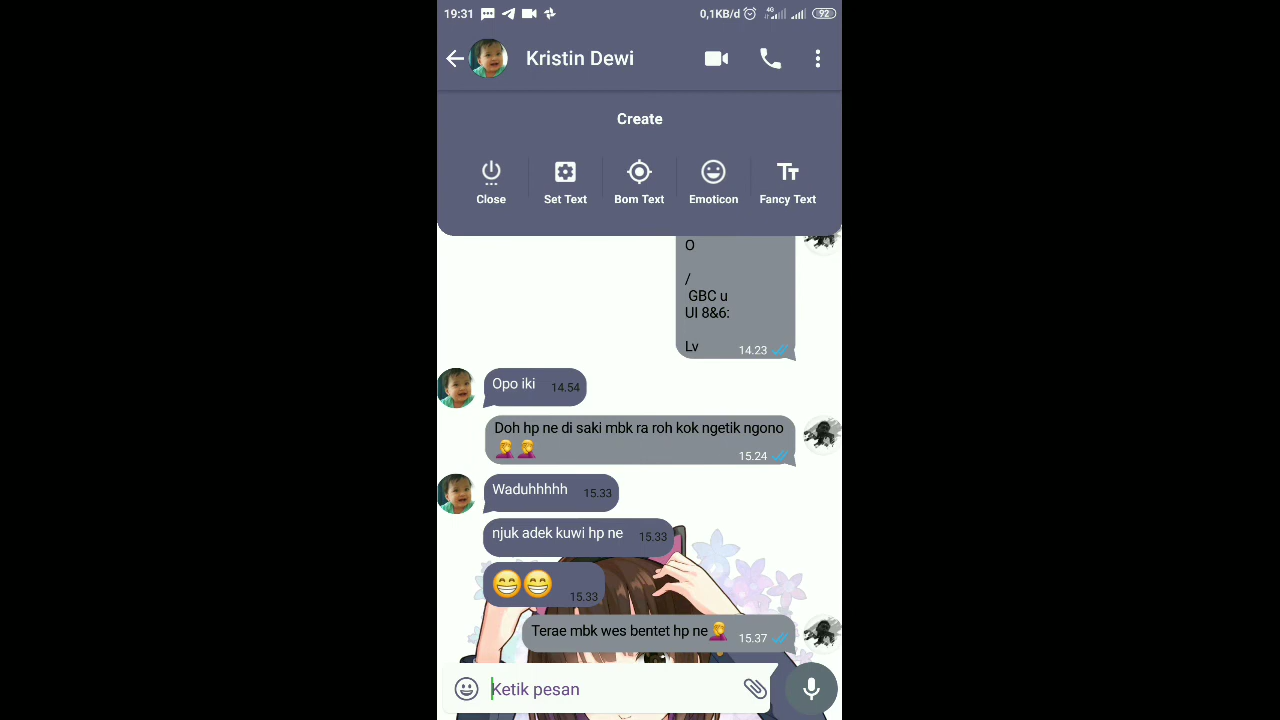 19:31
0,1KB/d
4G
92
Kristin Dewi
Create
Close
Set Text
Bom Text
Emoticon
Fancy Text
O
/
GBC u
UI 8&6:
Lv
14.23
Opo iki
14.54
Doh hp ne di saki mbk ra roh kok ngetik ngono
🤦‍♀️🤦‍♀️
15.24
Waduhhhhh
15.33
njuk adek kuwi hp ne
15.33
😁😁
15.33
Terae mbk wes bentet hp ne🤦‍♀️
15.37
Ketik pesan